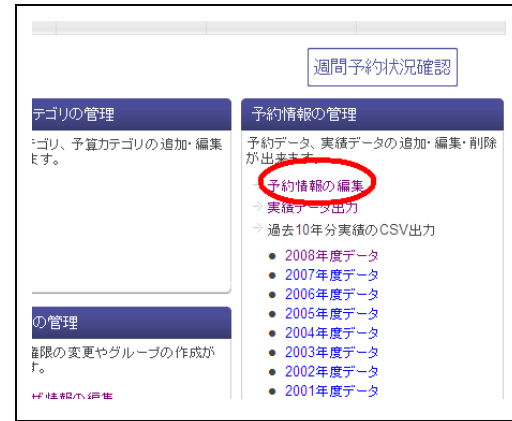 週間予約状況確認
テゴリの管理
ゴリ、予算カテゴリの追加・編集
ます。
予約情報の管理
予約データ、実績データの追加・編集・削除
が出来ます。
予約情報の編集
実績データ出力
過去10年分実績のCSV出力
2008年度データ
2007年度データ
2006年度データ
2005年度データ
2004年度データ
2003年度データ
2002年度データ
2001年度データ
の管理
権限の変更やグループの作成が
す。
ザ情報の編集